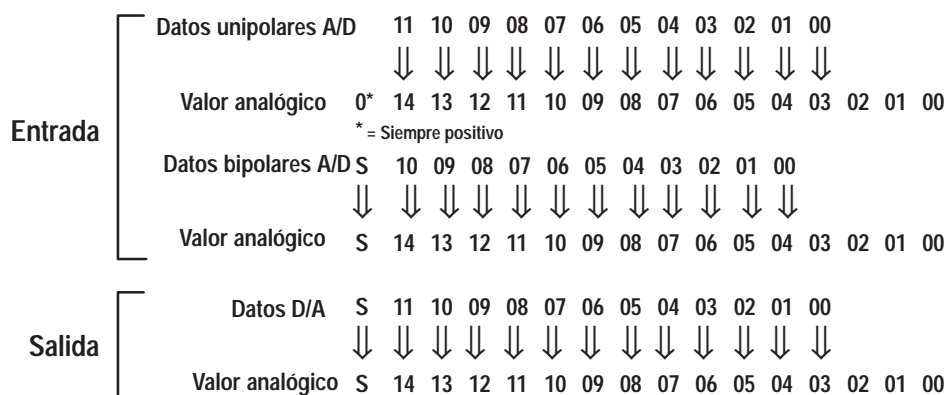 Datos unipolares A/D 11 10 09 08 07 06 05 04 03 02 01 00
Valor analógico 0* 14 13 12 11 10 09 08 07 06 05 04 03 02 01 00
* = Siempre positivo
Entrada
Datos bipolares A/D S 10 09 08 07 06 05 04 03 02 01 00
Valor analógico S 14 13 12 11 10 09 08 07 06 05 04 03 02 01 00
Datos D/A S 11 10 09 08 07 06 05 04 03 02 01 00
Salida
Valor analógico S 14 13 12 11 10 09 08 07 06 05 04 03 02 01 00